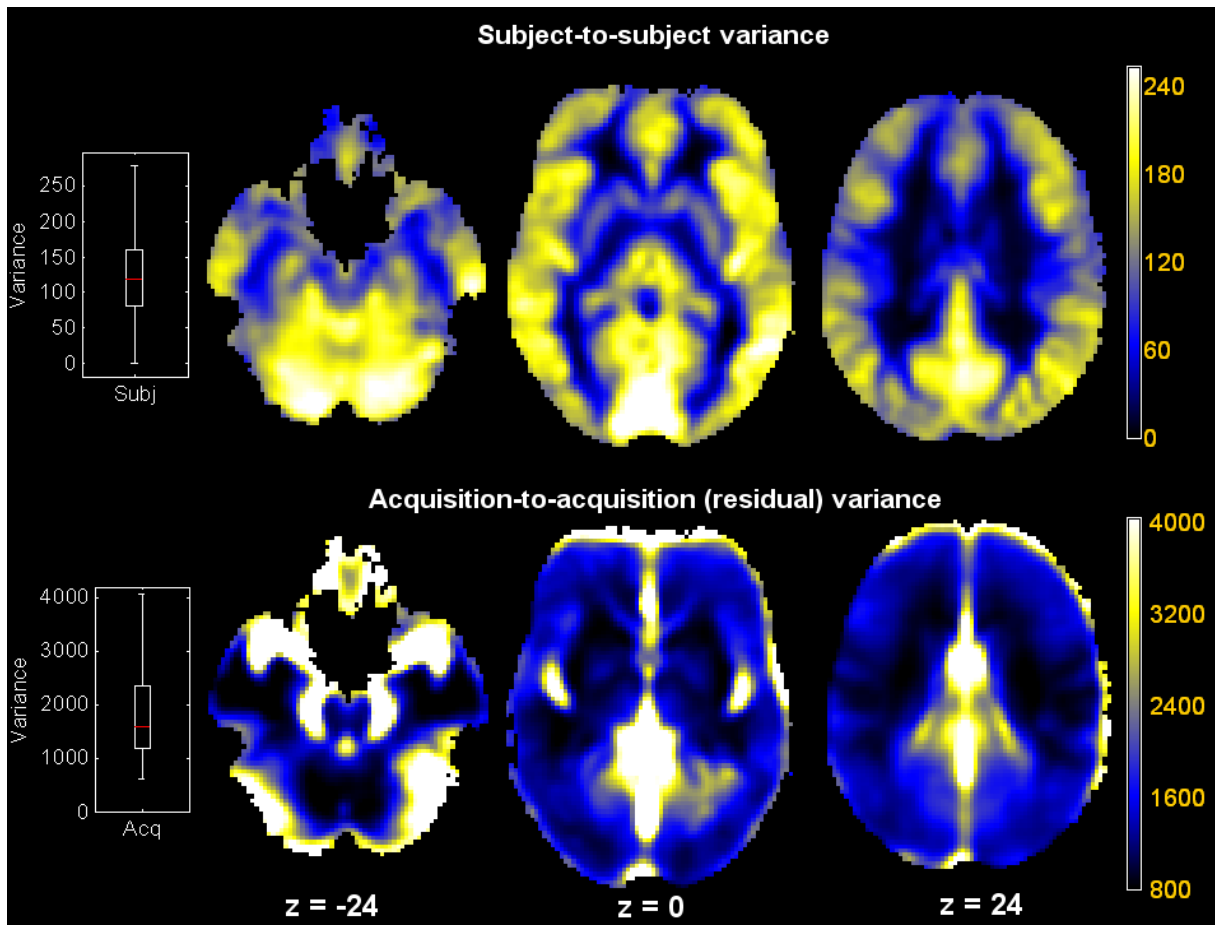 Subject-to-subject variance
Variance
250
200
150
100
50
0
Subj
240
180
120
60
0
Acquisition-to-acquisition (residual) variance
Variance
4000
3000
2000
1000
0
Acq
4000
3200
2400
1600
800
z = -24
z = 0
z = 24